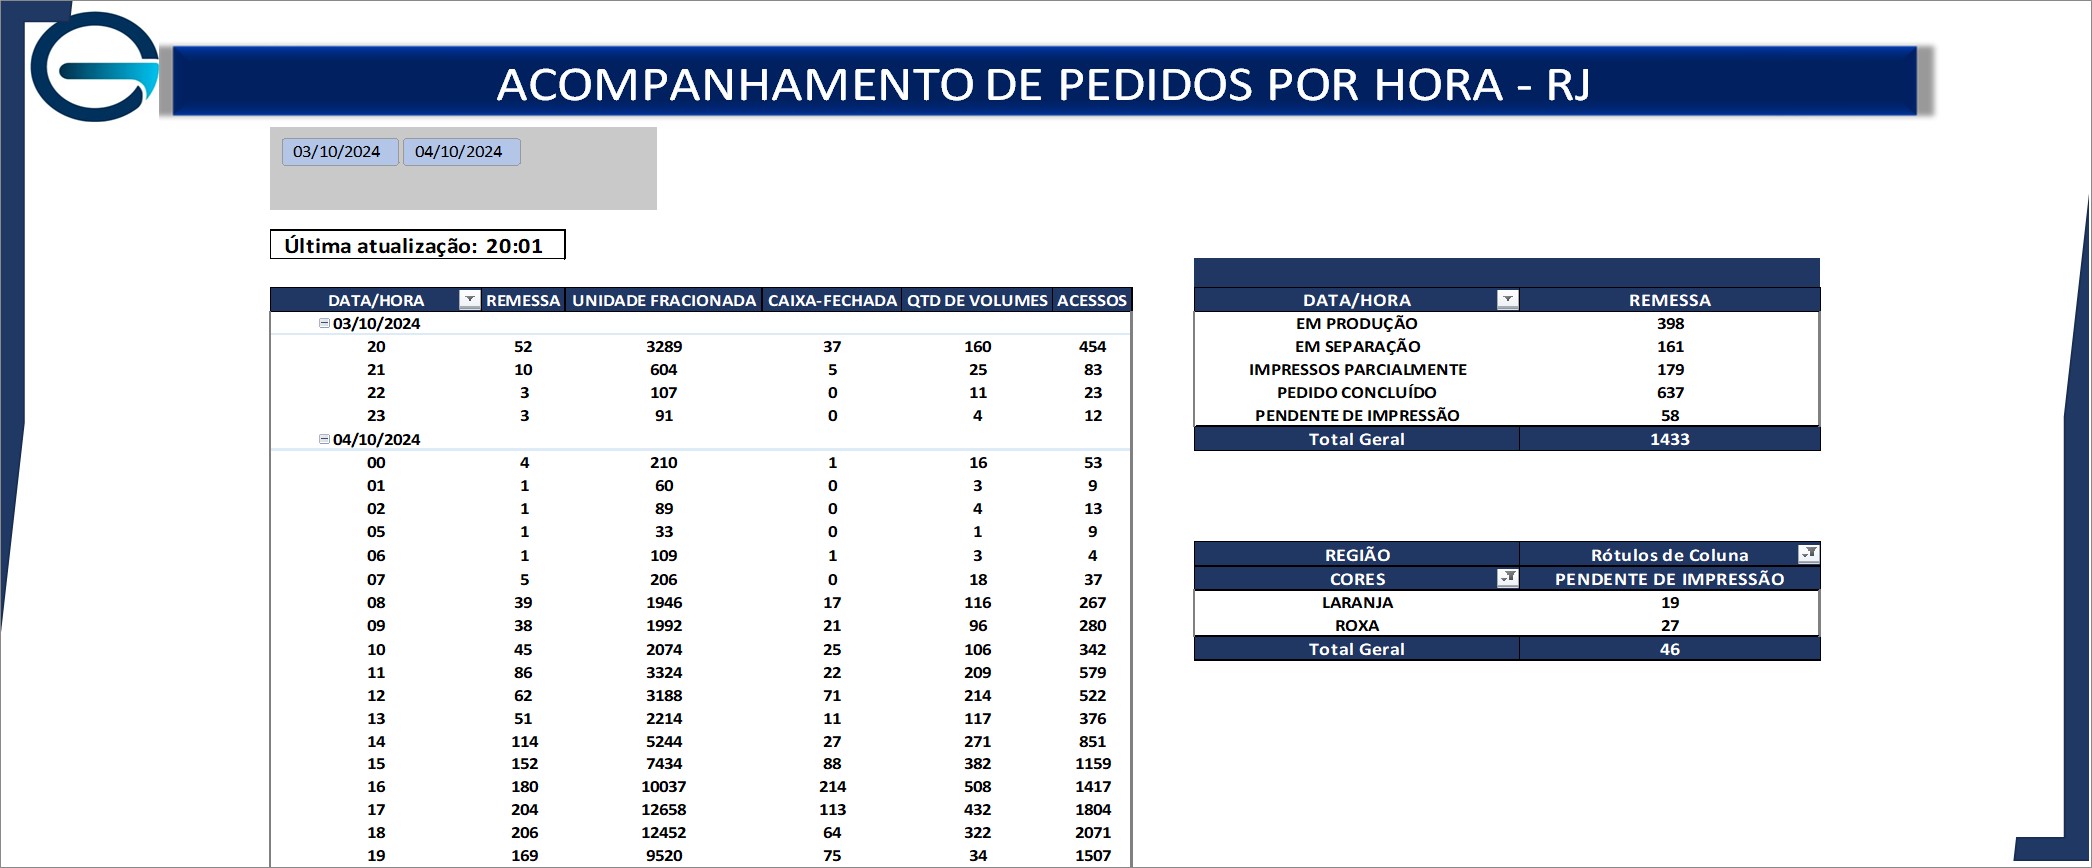 ACOMPANHAMENTO DE PEDIDOS POR HORA - RJ
03/10/2024 04/10/2024
Última atualização: 20:01
DATA/HORA REMESSA UNIDADE FRACIONADA CAIXA-FECHADA QTD DE VOLUMES ACESSOS
03/10/2024
20 52 3289 37 160 454
21 10 604 5 25 83
22 3 107 0 11 23
23 3 91 0 4 12
04/10/2024
00 4 210 1 16 53
01 1 60 0 3 9
02 1 89 0 4 13
05 1 33 0 1 9
06 1 109 1 3 4
07 5 206 0 18 37
08 39 1946 17 116 267
09 38 1992 21 96 280
10 45 2074 25 106 342
11 86 3324 22 209 579
12 62 3188 71 214 522
13 51 2214 11 117 376
14 114 5244 27 271 851
15 152 7434 88 382 1159
16 180 10037 214 508 1417
17 204 12658 113 432 1804
18 206 12452 64 322 2071
19 169 9520 75 34 1507
DATA/HORA REMESSA
EM PRODUÇÃO 398
EM SEPARAÇÃO 161
IMPRESSOS PARCIALMENTE 179
PEDIDO CONCLUÍDO 637
PENDENTE DE IMPRESSÃO 58
Total Geral 1433
REGIÃO Rótulos de Coluna
CORES PENDENTE DE IMPRESSÃO
LARANJA 19
ROXA 27
Total Geral 46